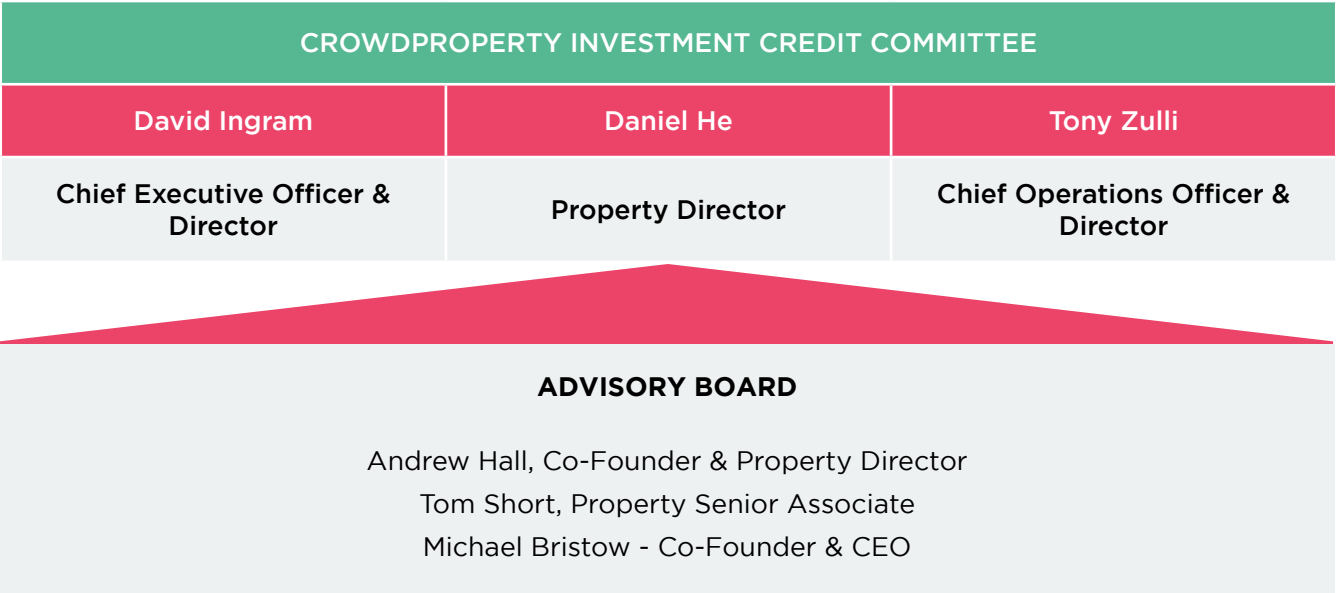 CROWDPROPERTY INVESTMENT CREDIT COMMITTEE
David Ingram
Daniel He
Tony Zulli
Chief Executive Officer &
Director
Property Director
Chief Operations Officer &
Director
ADVISORY BOARD
Andrew Hall, Co-Founder & Property Director
Tom Short, Property Senior Associate
Michael Bristow - Co-Founder & CEO